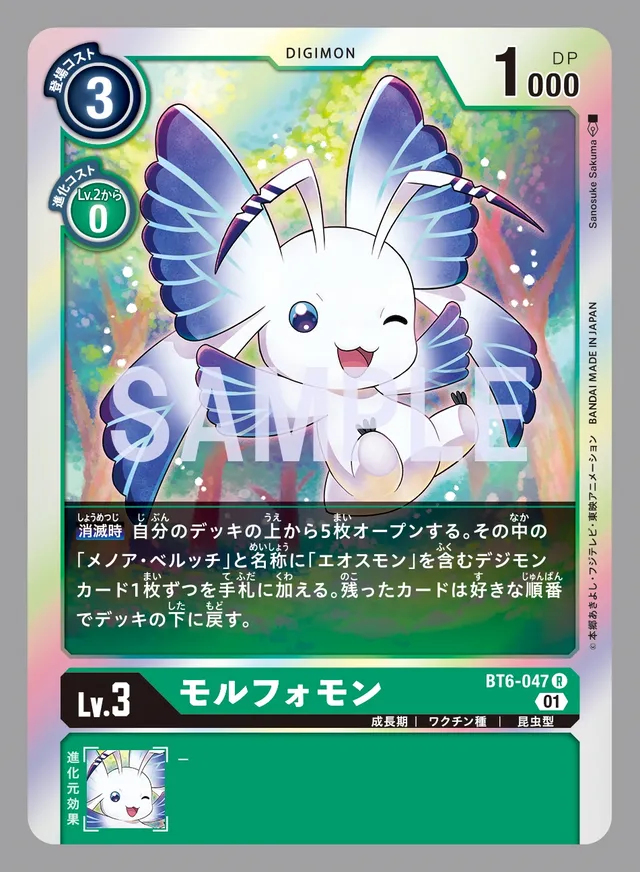 登場コスト
3
DIGIMON
1000
DP
進化コスト
Lv.2から
0
Sanosuke Sakuma
SAMPLE
消滅時 自分のデッキの上から5枚オープンする。その中の
「メノア・ベルッチ」と名称に「エオスモン」を含むデジモン
カード1枚ずつを手札に加える。残ったカードは好きな順番
でデッキの下に戻す。
©本郷あきよし・フジテレビ・東映アニメーション BANDAI MADE IN JAPAN
Lv.3
モルフォモン
BT6-047 R
01
成長期 | ワクチン種 | 昆虫型
進化元効果
–